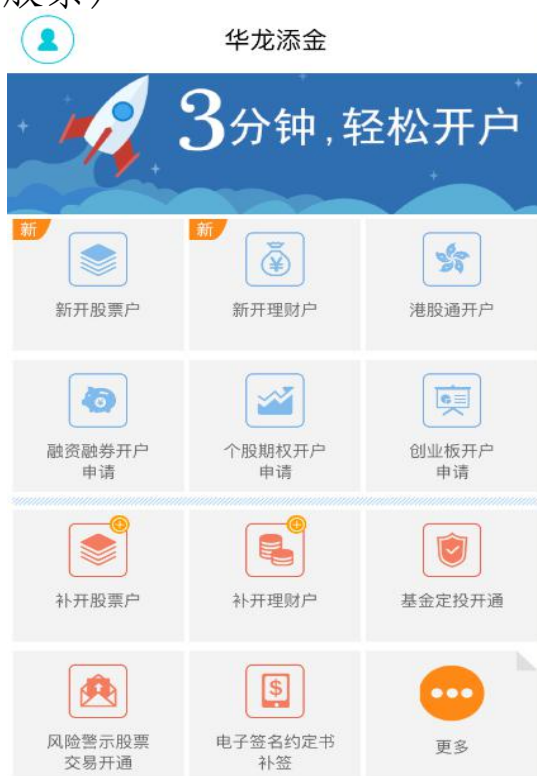 股票）
华龙添金
3分钟,轻松开户
新
新
新开股票户
新开理财户
港股通开户
融资融券开户
申请
个股期权开户
申请
创业板开户
申请
补开股票户
补开理财户
基金定投开通
风险警示股票
交易开通
电子签名约定书
补签
更多